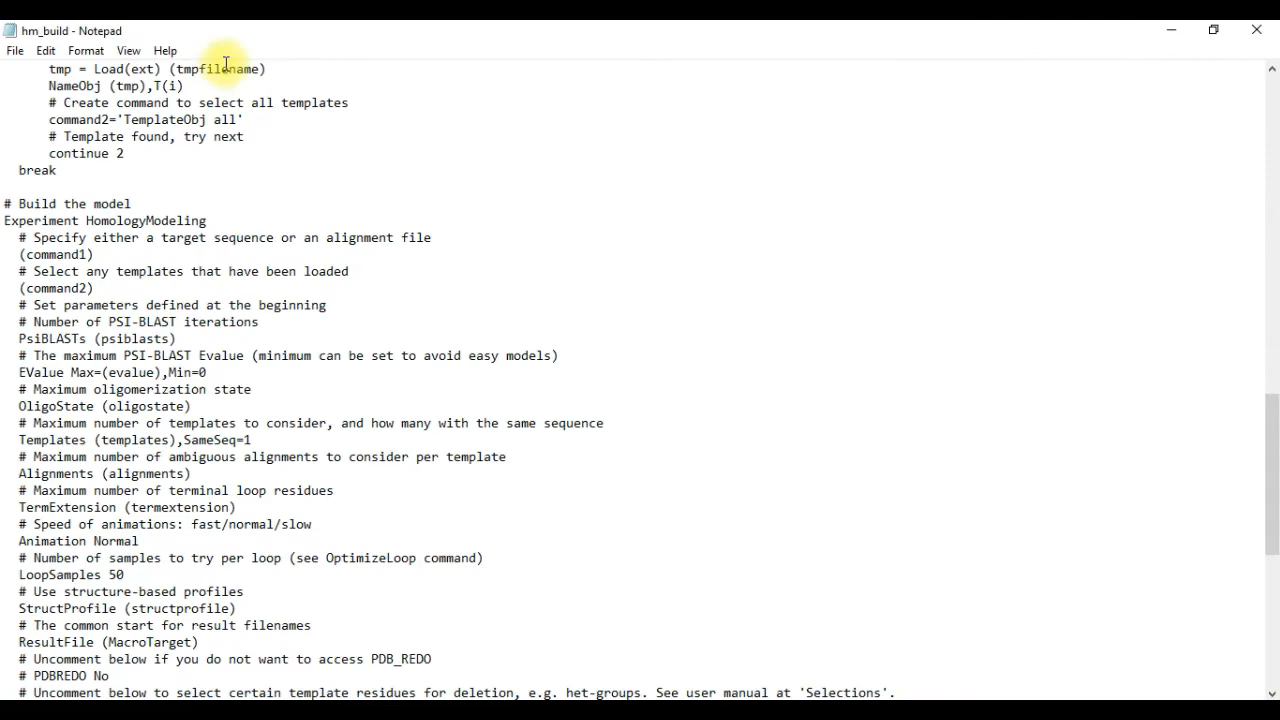 hm_build - Notepad
File Edit Format View Help
tmp = Load(ext) (tmpfilename)
NameObj (tmp),T(i)
# Create command to select all templates
command2='TemplateObj all'
# Template found, try next
continue 2
break
# Build the model
Experiment HomologyModeling
# Specify either a target sequence or an alignment file
(command1)
# Select any templates that have been loaded
(command2)
# Set parameters defined at the beginning
# Number of PSI-BLAST iterations
PsiBLASTs (psiblasts)
# The maximum PSI-BLAST Evalue (minimum can be set to avoid easy models)
EValue Max=(evalue),Min=0
# Maximum oligomerization state
OligoState (oligostate)
# Maximum number of templates to consider, and how many with the same sequence
Templates (templates),SameSeq=1
# Maximum number of ambiguous alignments to consider per template
Alignments (alignments)
# Maximum number of terminal loop residues
TermExtension (termextension)
# Speed of animations: fast/normal/slow
Animation Normal
# Number of samples to try per loop (see OptimizeLoop command)
LoopSamples 50
# Use structure-based profiles
StructProfile (structprofile)
# The common start for result filenames
ResultFile (MacroTarget)
# Uncomment below if you do not want to access PDB_REDO
# PDBREDO No
# Uncomment below to select certain template residues for deletion, e.g. het-groups. See user manual at 'Selections'.